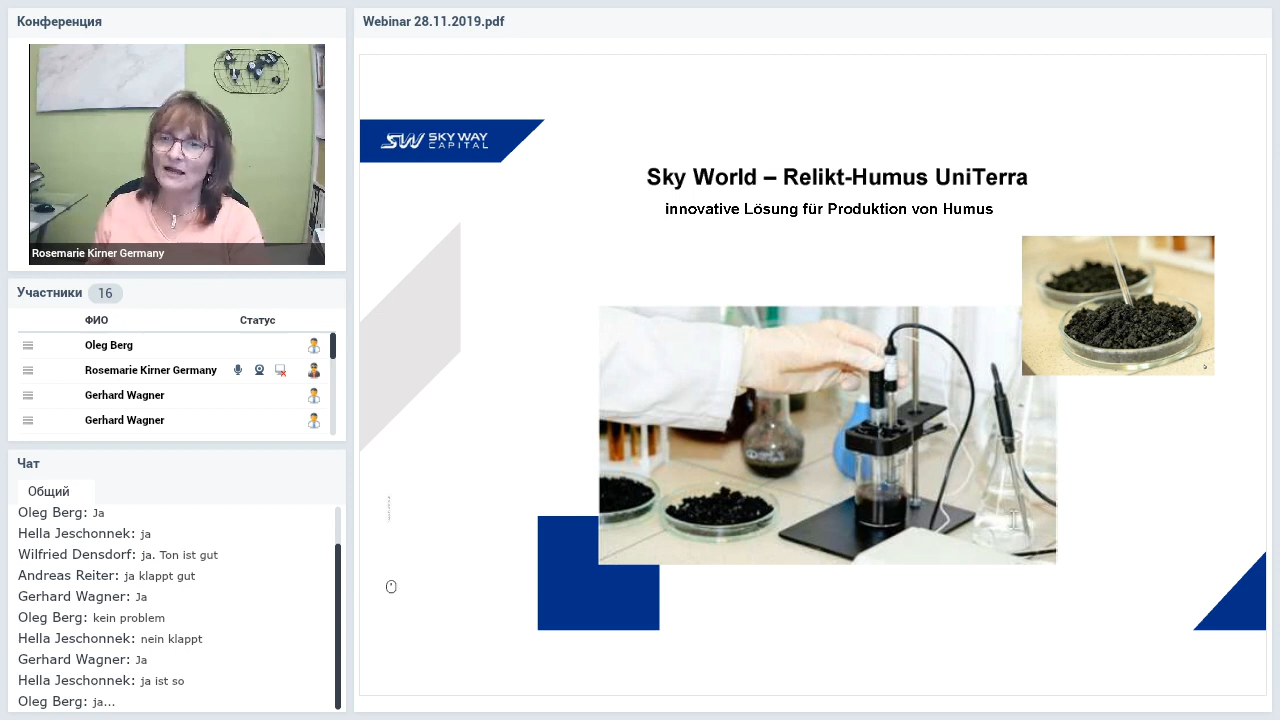 Конференция
Rosemarie Kirner Germany
Участники 16
ФИО Статус
Oleg Berg
Rosemarie Kirner Germany
Gerhard Wagner
Gerhard Wagner
Чат
Общий
Oleg Berg: Ja
Hella Jeschonnek: ja
Wilfried Densdorf: ja. Ton ist gut
Andreas Reiter: ja klappt gut
Gerhard Wagner: Ja
Oleg Berg: kein problem
Hella Jeschonnek: nein klappt
Gerhard Wagner: Ja
Hella Jeschonnek: ja ist so
Oleg Berg: ja...
Webinar 28.11.2019.pdf
SW SKY WAY
CAPITAL
Sky World – Relikt-Humus UniTerra
innovative Lösung für Produktion von Humus